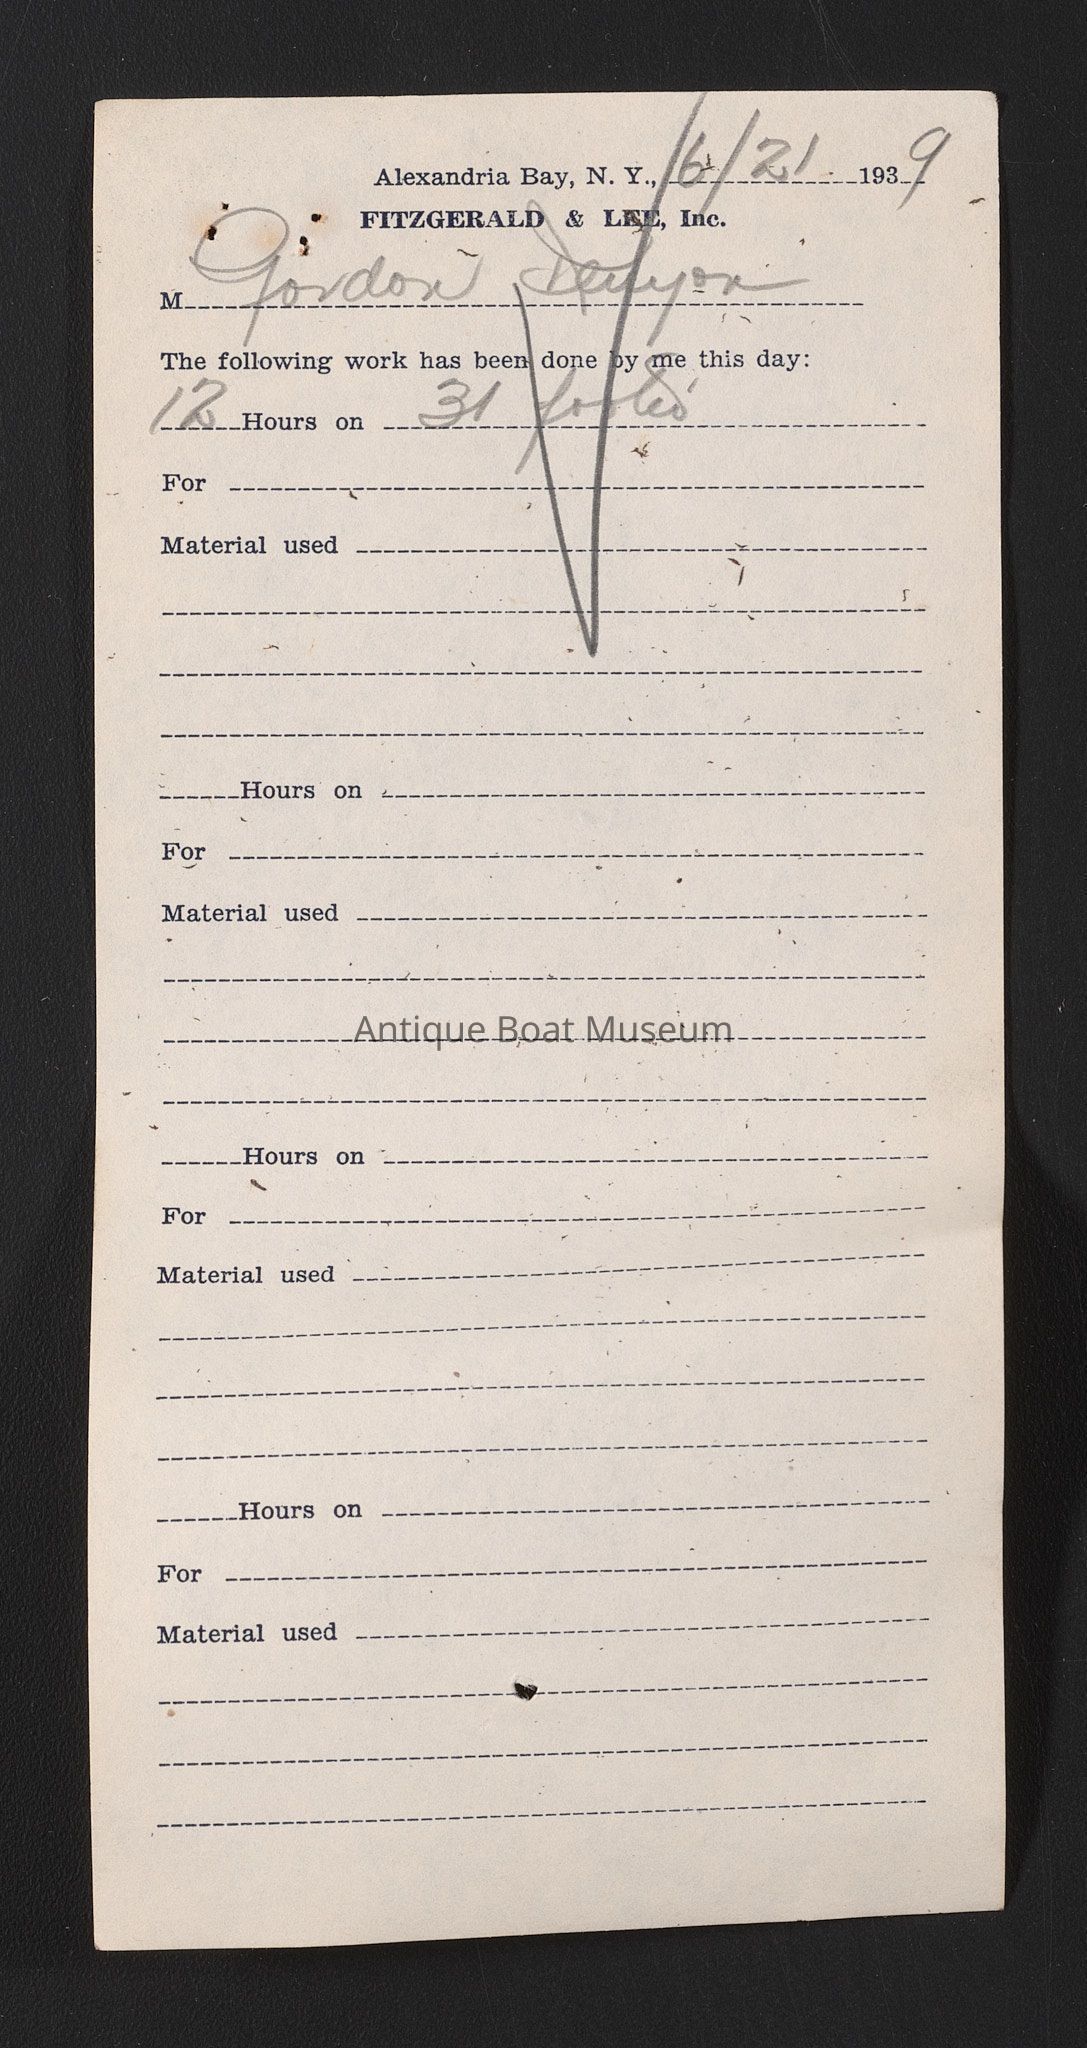 Alexandria Bay, N. Y., 6/21 1939
FITZGERALD & LEE, Inc.
M Gordon Kenyon
The following work has been done by me this day:
12 Hours on 31
For
Material used
Hours on
For
Material used
Antique Boat Museum
Hours on
For
Material used
Hours on
For
Material used